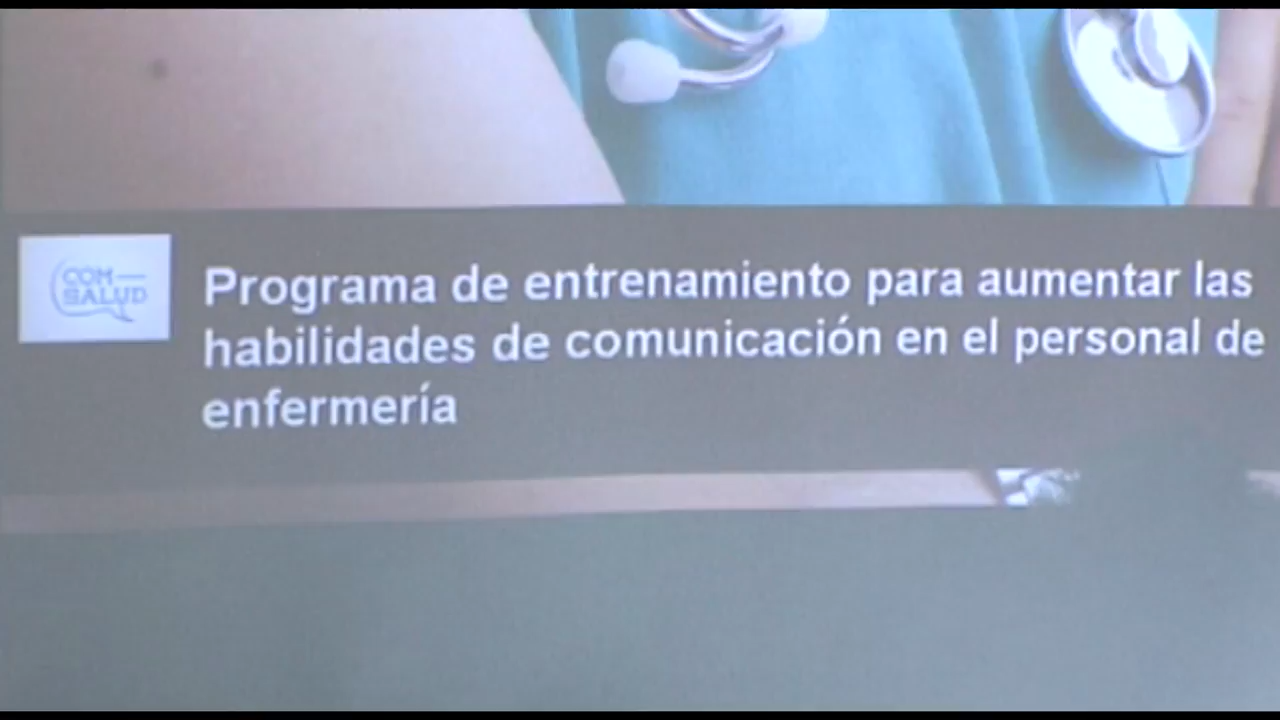 COM
SALUD
Programa de entrenamiento para aumentar las
habilidades de comunicación en el personal de
enfermería